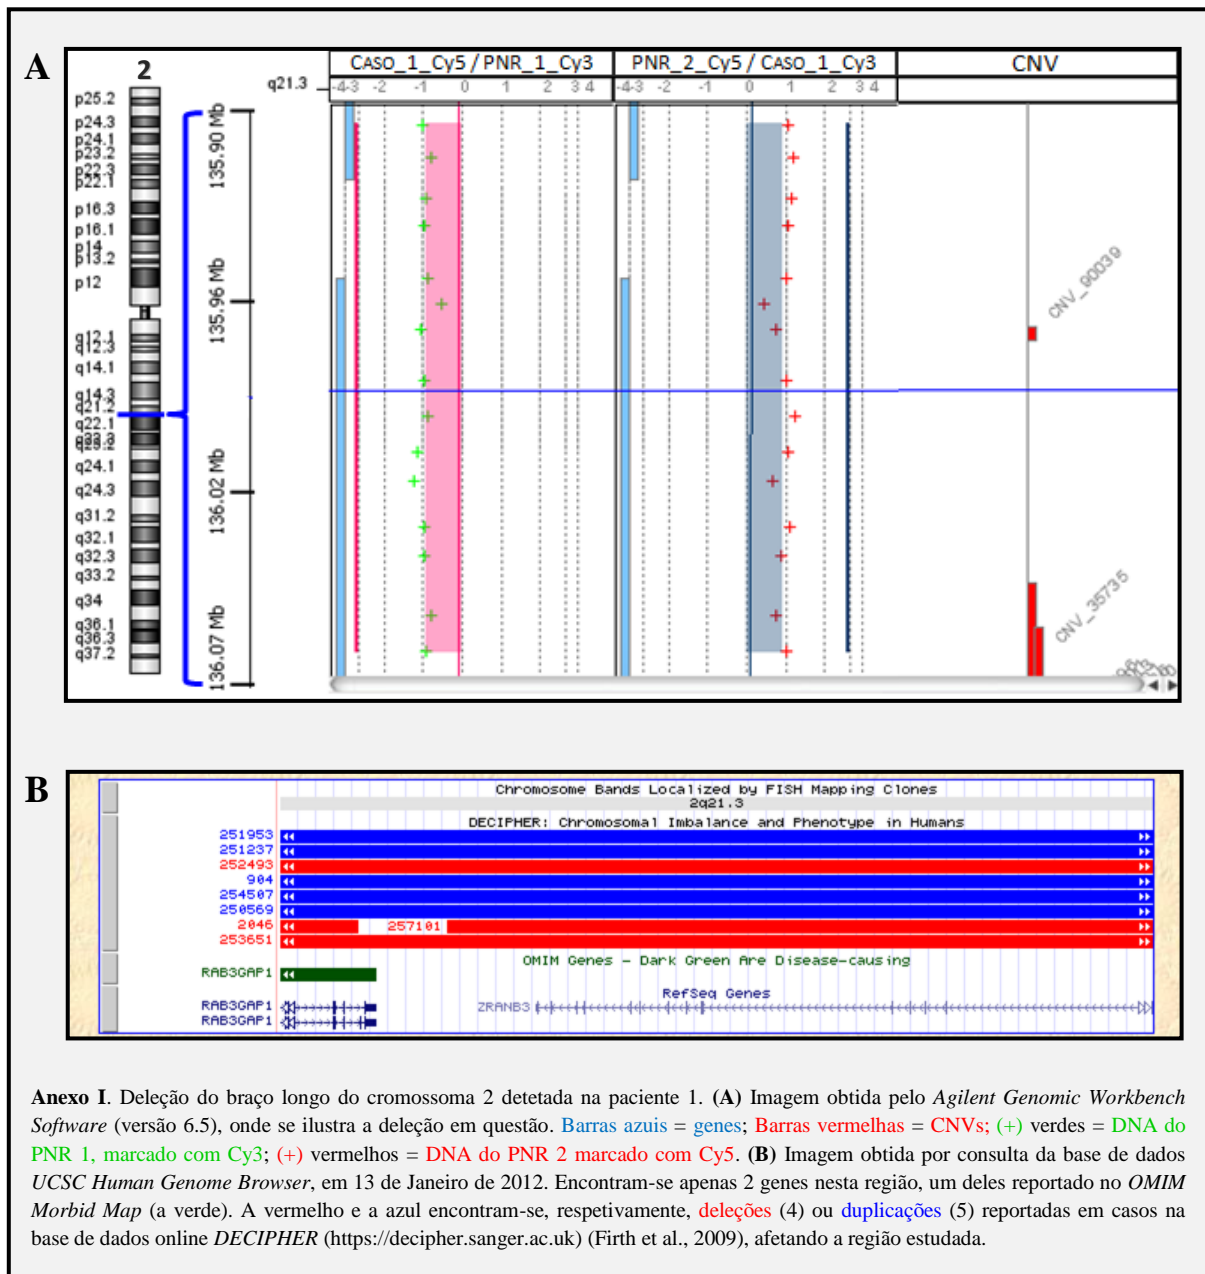 A
2
CASO_1_Cy5 / PNR_1_Cy3
PNR_2_Cy5 / CASO_1_Cy3
CNV
q21.3
-4-3 -2 -1 0 1 2 3 4
-4-3 -2 -1 0 1 2 3 4
p25.2
p24.3
p24.1
p23.2
p22.3
p22.1
p16.3
p16.1
p14
p13.2
p12
q12.1
q12.3
q14.1
q14.3
q21.2
q22.1
q24.1
q24.3
q31.2
q32.1
q32.3
q33.2
q34
q36.1
q36.3
q37.2
135.90 Mb
135.96 Mb
136.02 Mb
136.07 Mb
CNV_90039
CNV_35735
B
Chromosome Bands Localized by FISH Mapping Clones
2q21.3
DECIPHER: Chromosomal Imbalance and Phenotype in Humans
251953
251237
252493
904
254507
250569
2046 257101
253651
OMIM Genes - Dark Green Are Disease-causing
RAB3GAP1
RefSeq Genes
RAB3GAP1 ZRANB3
RAB3GAP1
Anexo I. Deleção do braço longo do cromossoma 2 detetada na paciente 1. (A) Imagem obtida pelo Agilent Genomic Workbench
Software (versão 6.5), onde se ilustra a deleção em questão. Barras azuis = genes; Barras vermelhas = CNVs; (+) verdes = DNA do
PNR 1, marcado com Cy3; (+) vermelhos = DNA do PNR 2 marcado com Cy5. (B) Imagem obtida por consulta da base de dados
UCSC Human Genome Browser, em 13 de Janeiro de 2012. Encontram-se apenas 2 genes nesta região, um deles reportado no OMIM
Morbid Map (a verde). A vermelho e a azul encontram-se, respetivamente, deleções (4) ou duplicações (5) reportadas em casos na
base de dados online DECIPHER (https://decipher.sanger.ac.uk) (Firth et al., 2009), afetando a região estudada.